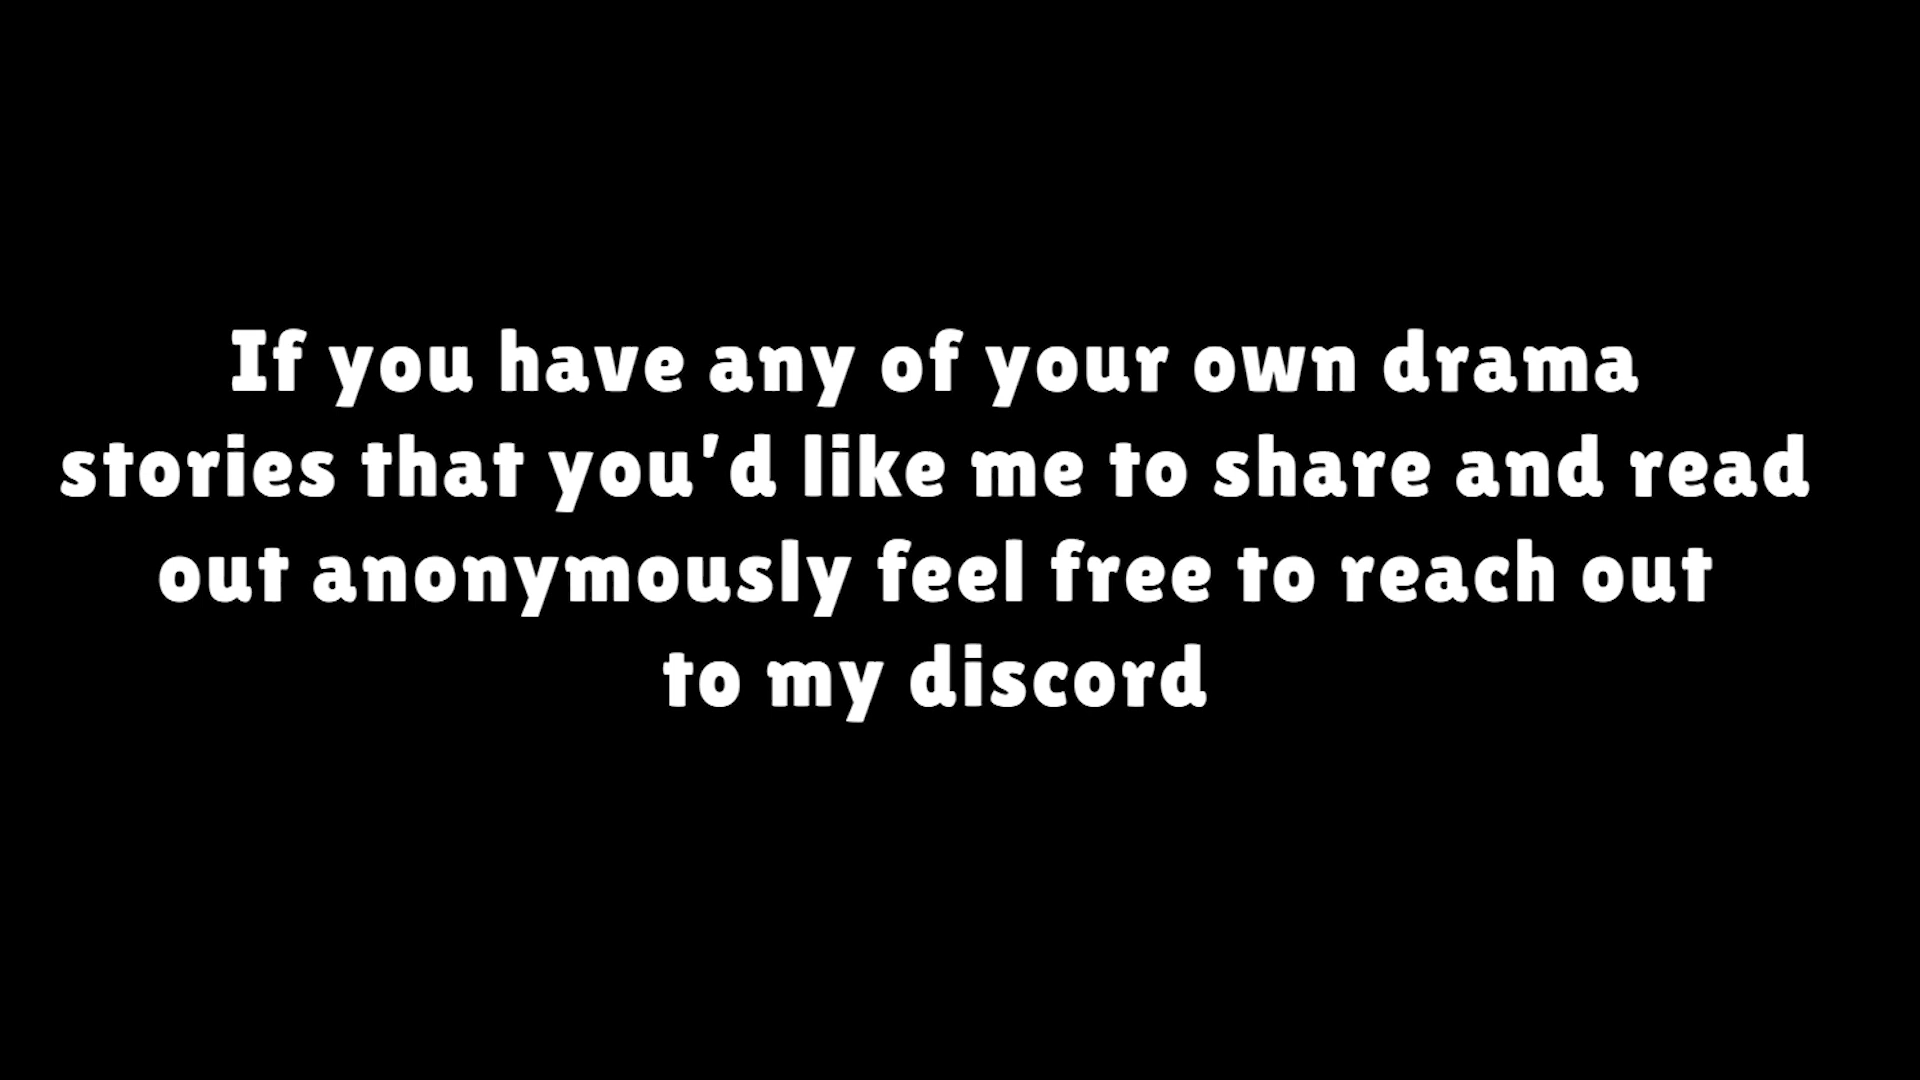 If you have any of your own drama
stories that you'd like me to share and read
out anonymously feel free to reach out
to my discord